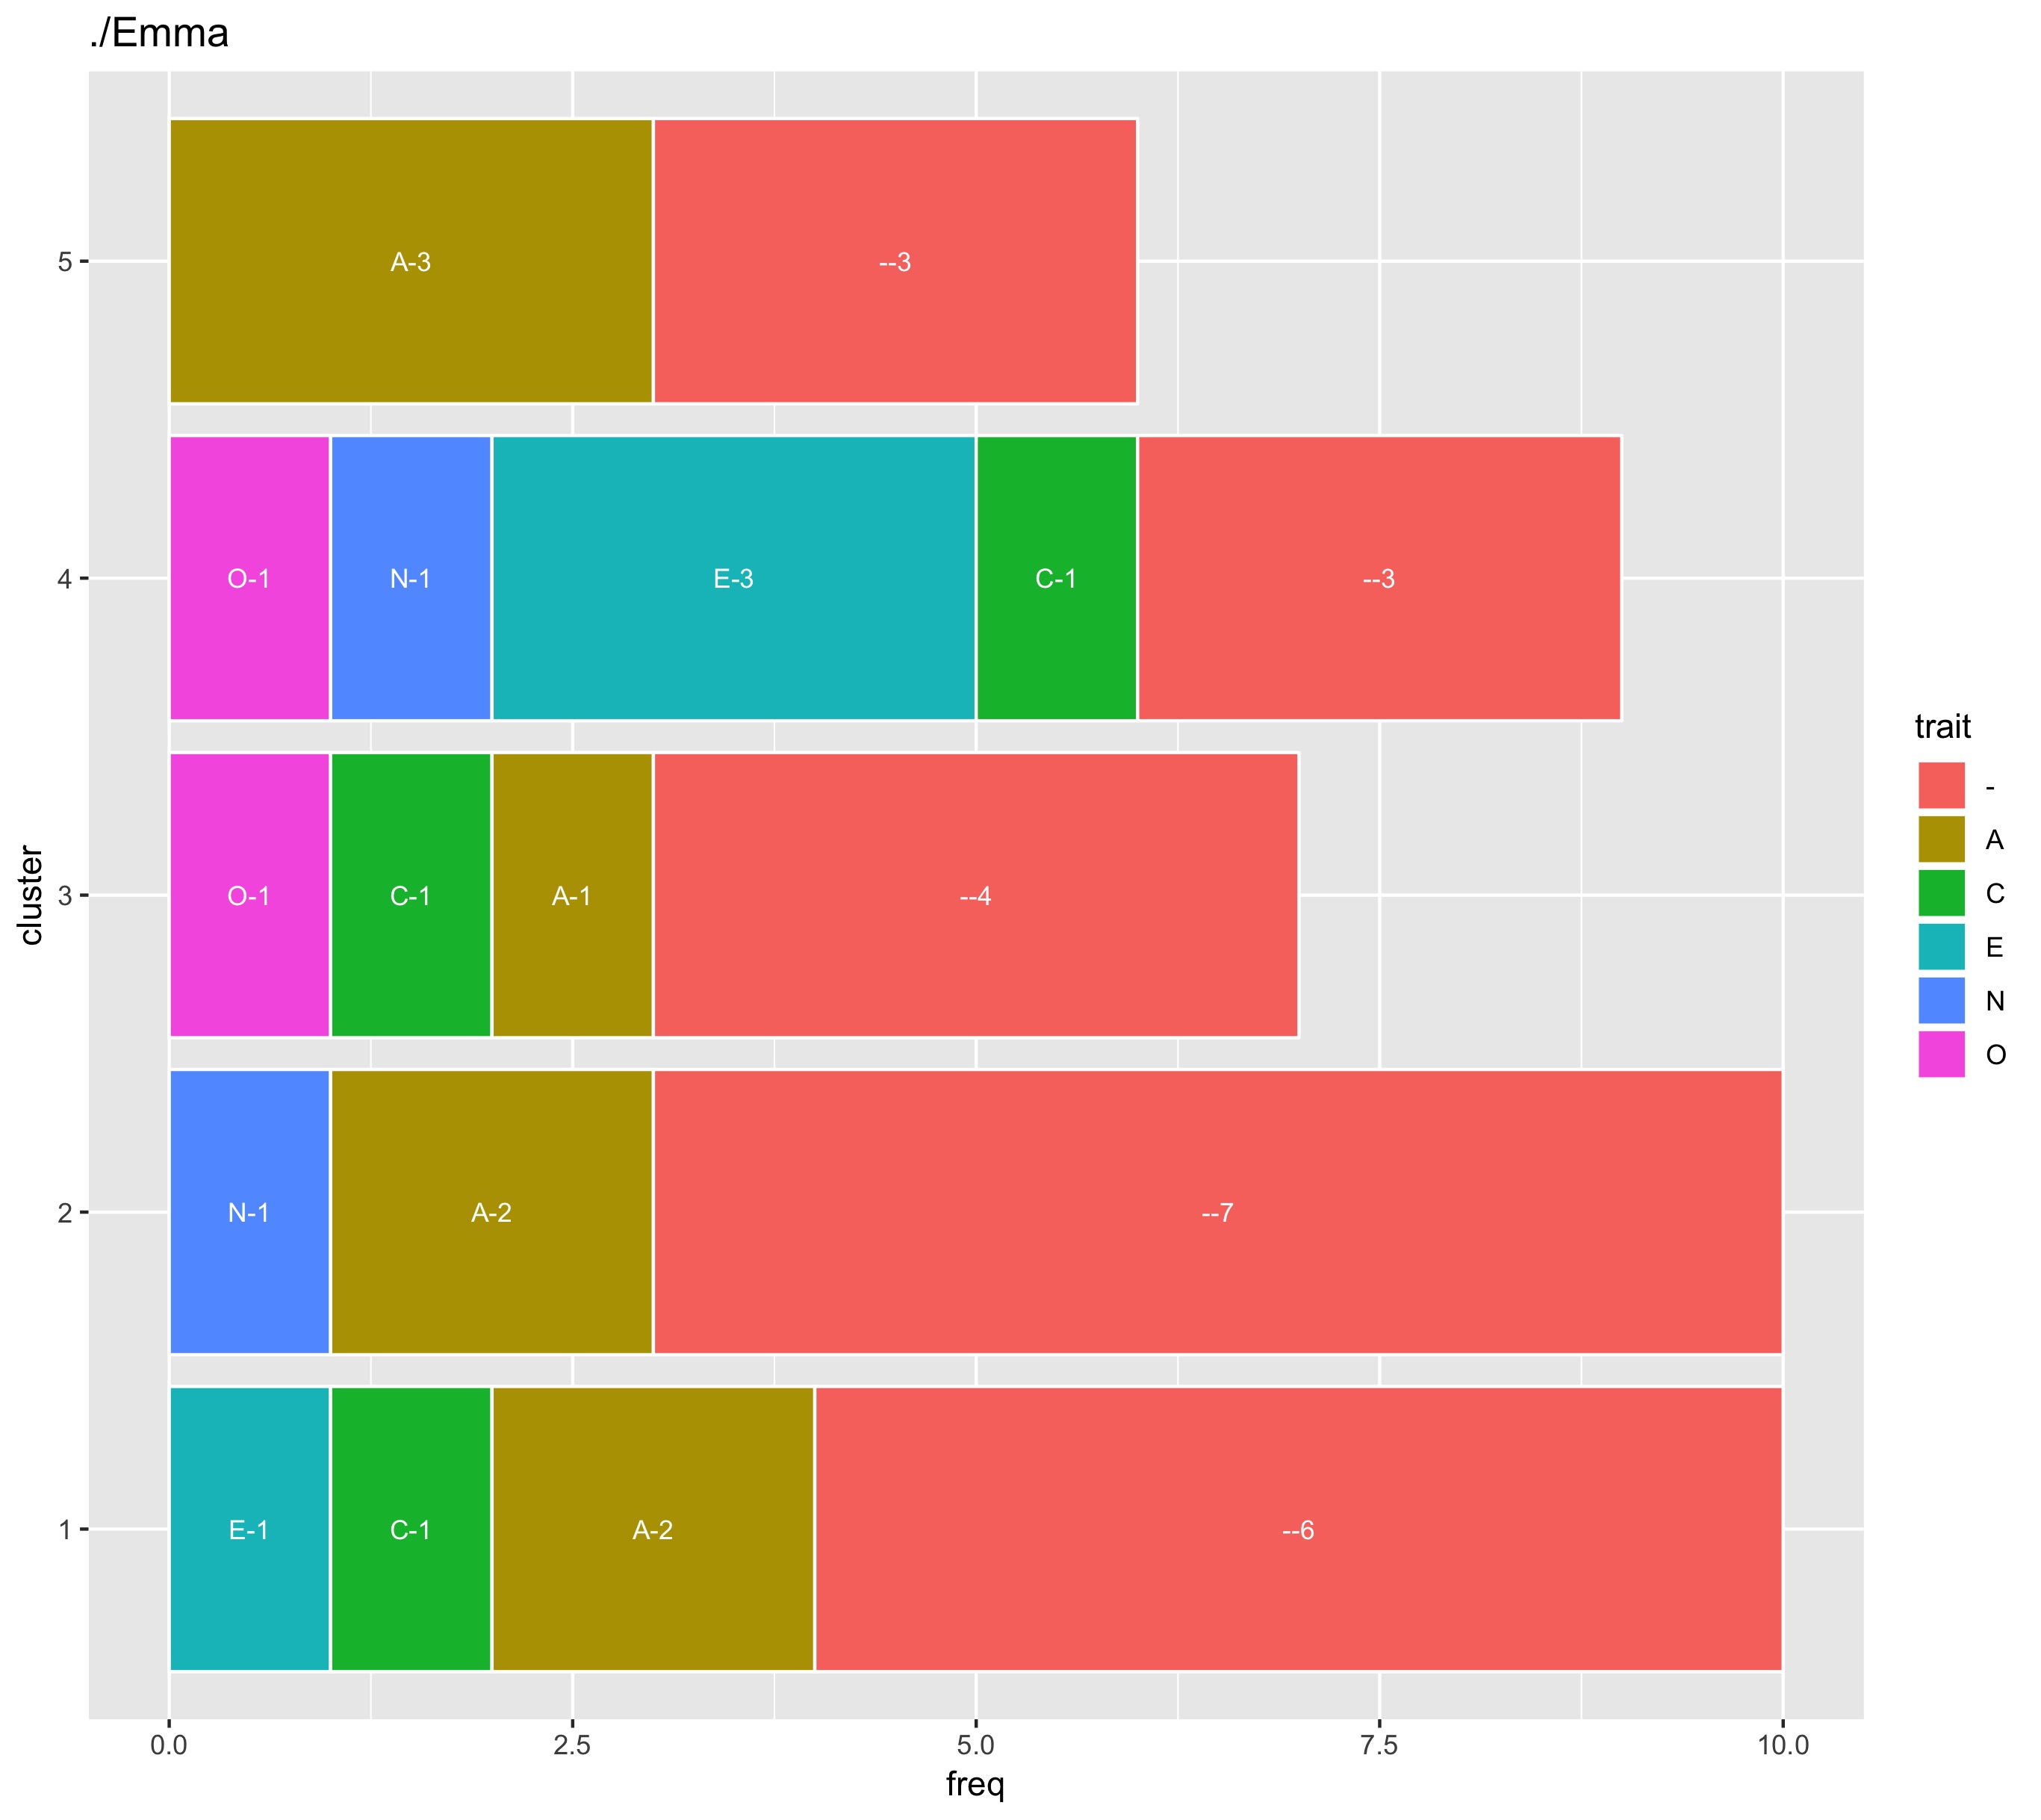 ./Emma
5
A-3 --3
4
O-1 N-1 E-3 C-1 --3
3
O-1 C-1 A-1 --4
2
N-1 A-2 --7
1
E-1 C-1 A-2 --6
0.0 2.5 5.0 7.5 10.0
freq
cluster
trait
-
A
C
E
N
O